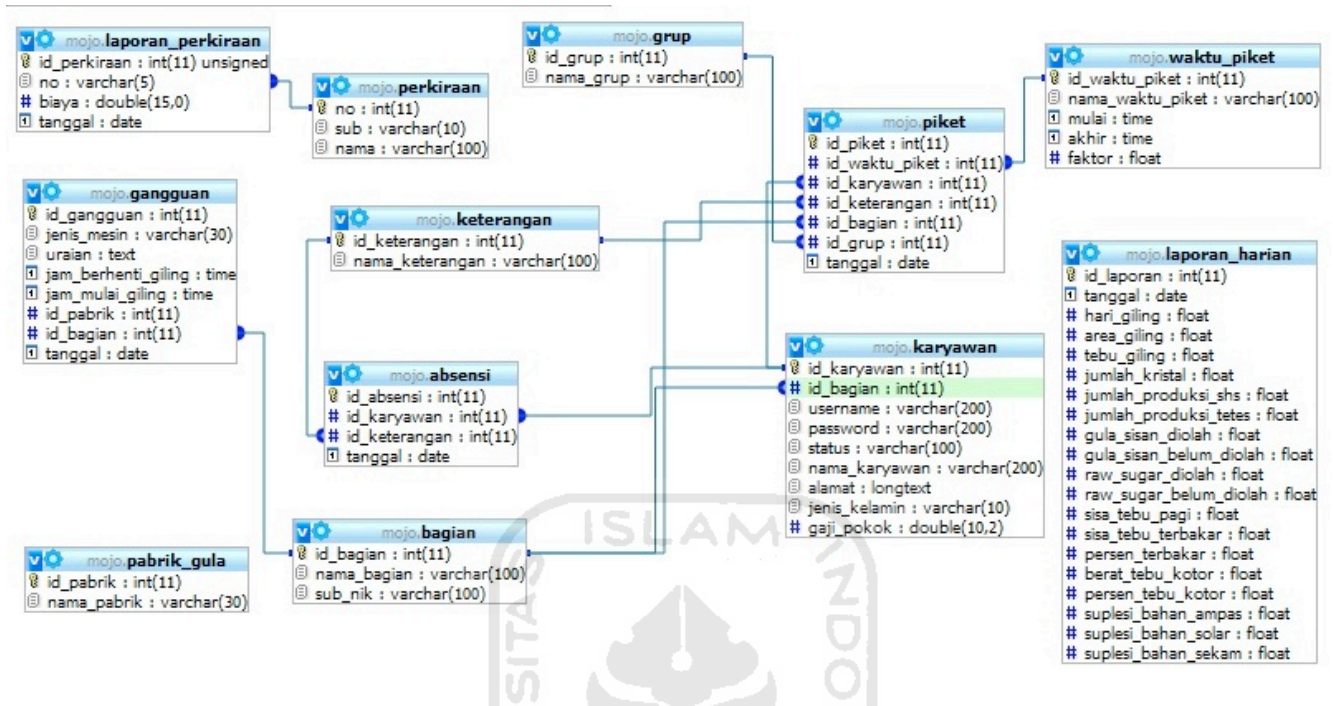 mojo.laporan_perkiraan
id_perkiraan : int(11) unsigned
no : varchar(5)
# biaya : double(15,0)
tanggal : date
mojo.perkiraan
no : int(11)
sub : varchar(10)
nama : varchar(100)
mojo.grup
id_grup : int(11)
nama_grup : varchar(100)
mojo.waktu_piket
id_waktu_piket : int(11)
nama_waktu_piket : varchar(100)
mulai : time
akhir : time
# faktor : float
mojo.piket
id_piket : int(11)
# id_waktu_piket : int(11)
# id_karyawan : int(11)
# id_keterangan : int(11)
# id_bagian : int(11)
# id_grup : int(11)
tanggal : date
mojo.gangguan
id_gangguan : int(11)
jenis_mesin : varchar(30)
uraian : text
jam_berhenti_giling : time
jam_mulai_giling : time
# id_pabrik : int(11)
# id_bagian : int(11)
tanggal : date
mojo.keterangan
id_keterangan : int(11)
nama_keterangan : varchar(100)
mojo.laporan_harian
id_laporan : int(11)
tanggal : date
# hari_giling : float
# area_giling : float
# tebu_giling : float
# jumlah_kristal : float
# jumlah_produksi_shs : float
# jumlah_produksi_tetes : float
# gula_sisan_diolah : float
# gula_sisan_belum_diolah : float
# raw_sugar_diolah : float
# raw_sugar_belum_diolah : float
# sisa_tebu_pagi : float
# sisa_tebu_terbakar : float
# persen_terbakar : float
# berat_tebu_kotor : float
# persen_tebu_kotor : float
# suplesi_bahan_ampas : float
# suplesi_bahan_solar : float
# suplesi_bahan_sekam : float
mojo.absensi
id_absensi : int(11)
# id_karyawan : int(11)
# id_keterangan : int(11)
tanggal : date
mojo.karyawan
id_karyawan : int(11)
# id_bagian : int(11)
username : varchar(200)
password : varchar(200)
status : varchar(100)
nama_karyawan : varchar(200)
alamat : longtext
jenis_kelamin : varchar(10)
# gaji_pokok : double(10,2)
mojo.bagian
id_bagian : int(11)
nama_bagian : varchar(100)
sub_nik : varchar(100)
mojo.pabrik_gula
id_pabrik : int(11)
nama_pabrik : varchar(30)
ISLAM
SITAS
INDO